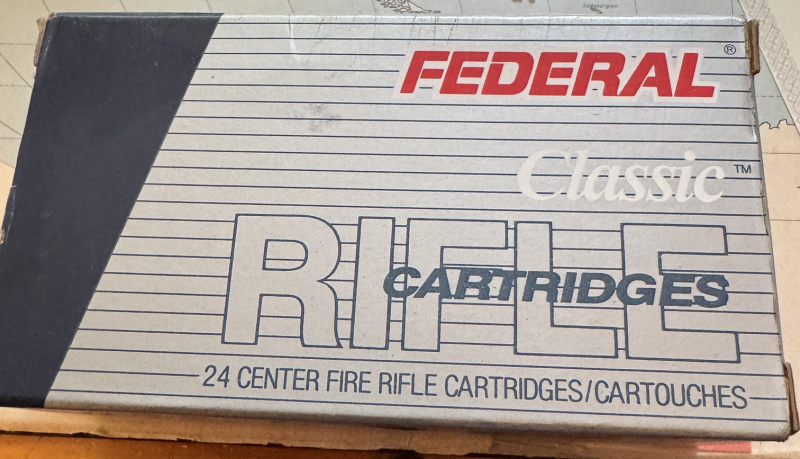 FEDERAL®
Classic™
RIFLE
CARTRIDGES
24 CENTER FIRE RIFLE CARTRIDGES/CARTOUCHES